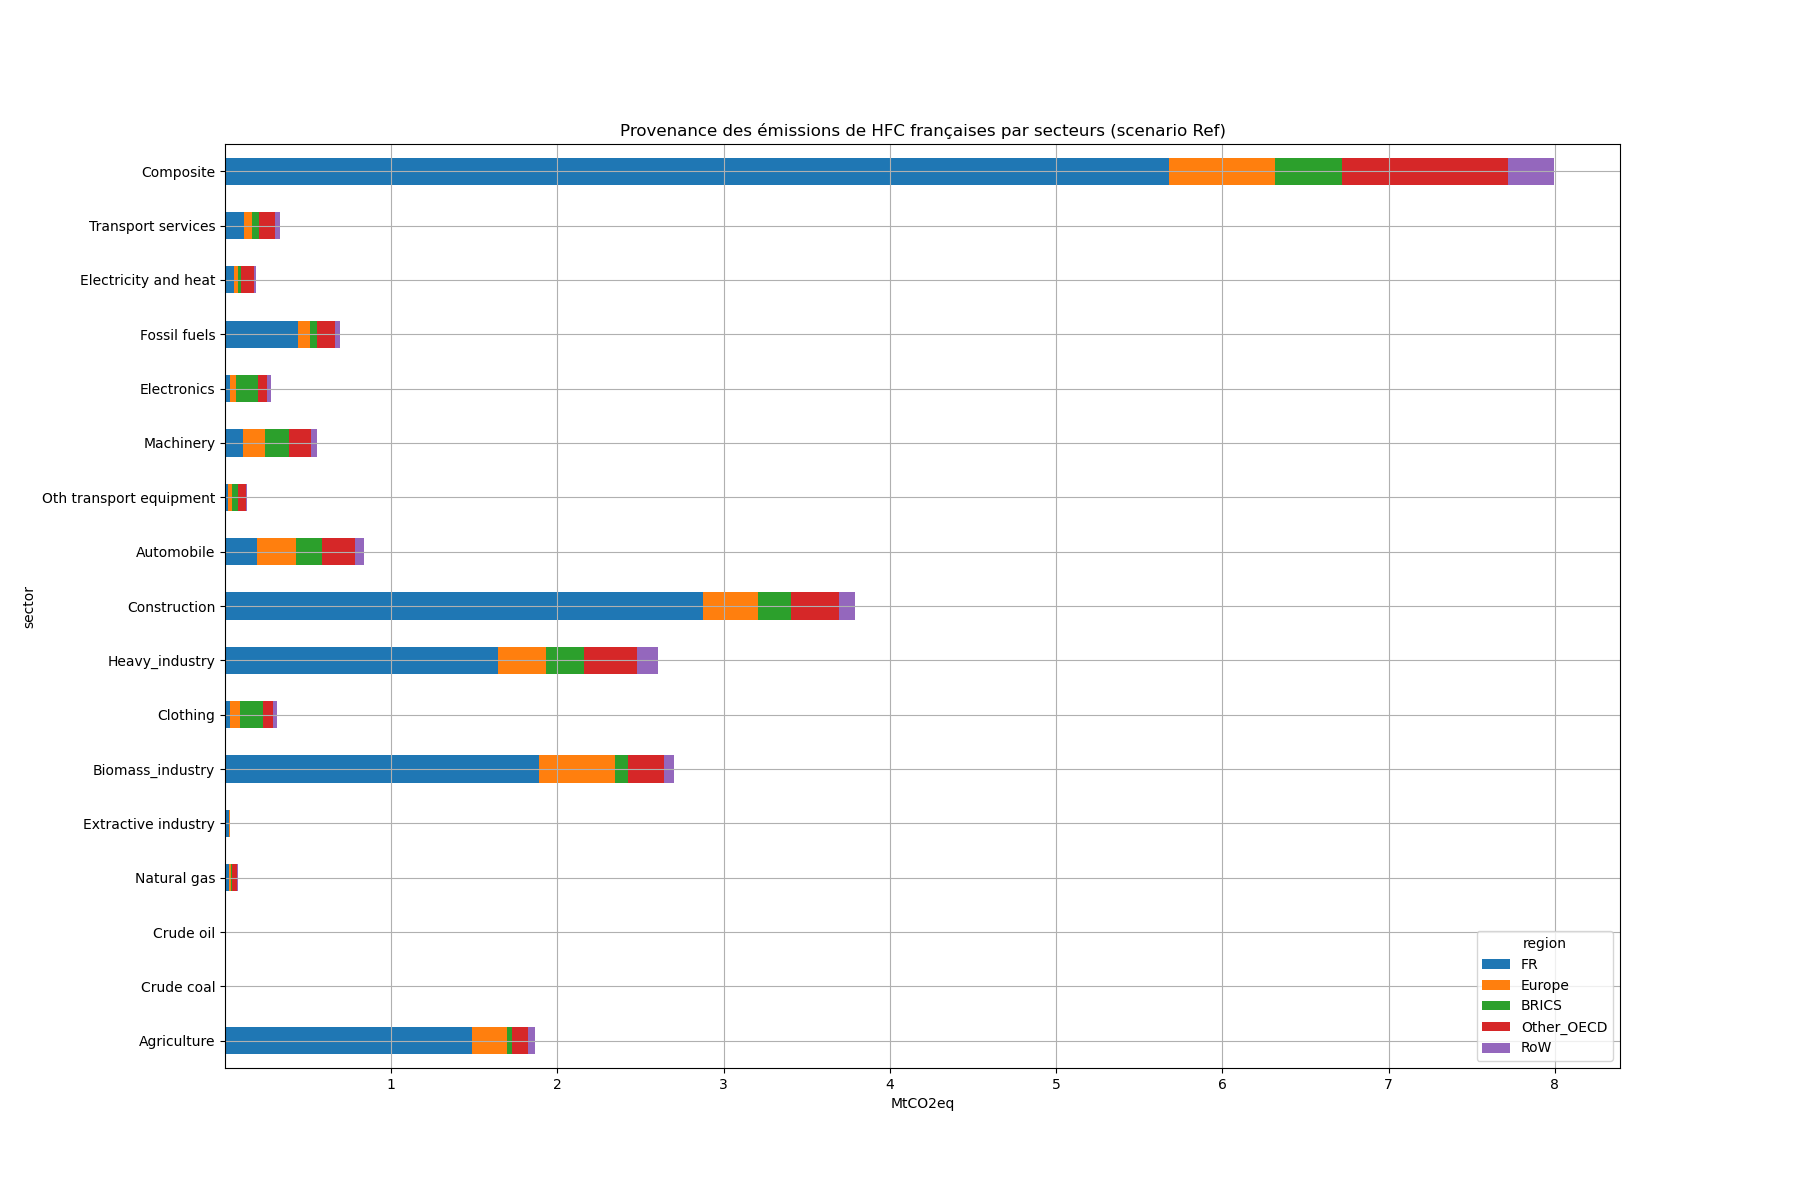 Provenance des émissions de HFC françaises par secteurs (scenario Ref)
sector
Composite
Transport services
Electricity and heat
Fossil fuels
Electronics
Machinery
Oth transport equipment
Automobile
Construction
Heavy_industry
Clothing
Biomass_industry
Extractive industry
Natural gas
Crude oil
Crude coal
Agriculture
1 2 3 4 5 6 7 8
MtCO2eq
region
FR
Europe
BRICS
Other_OECD
RoW